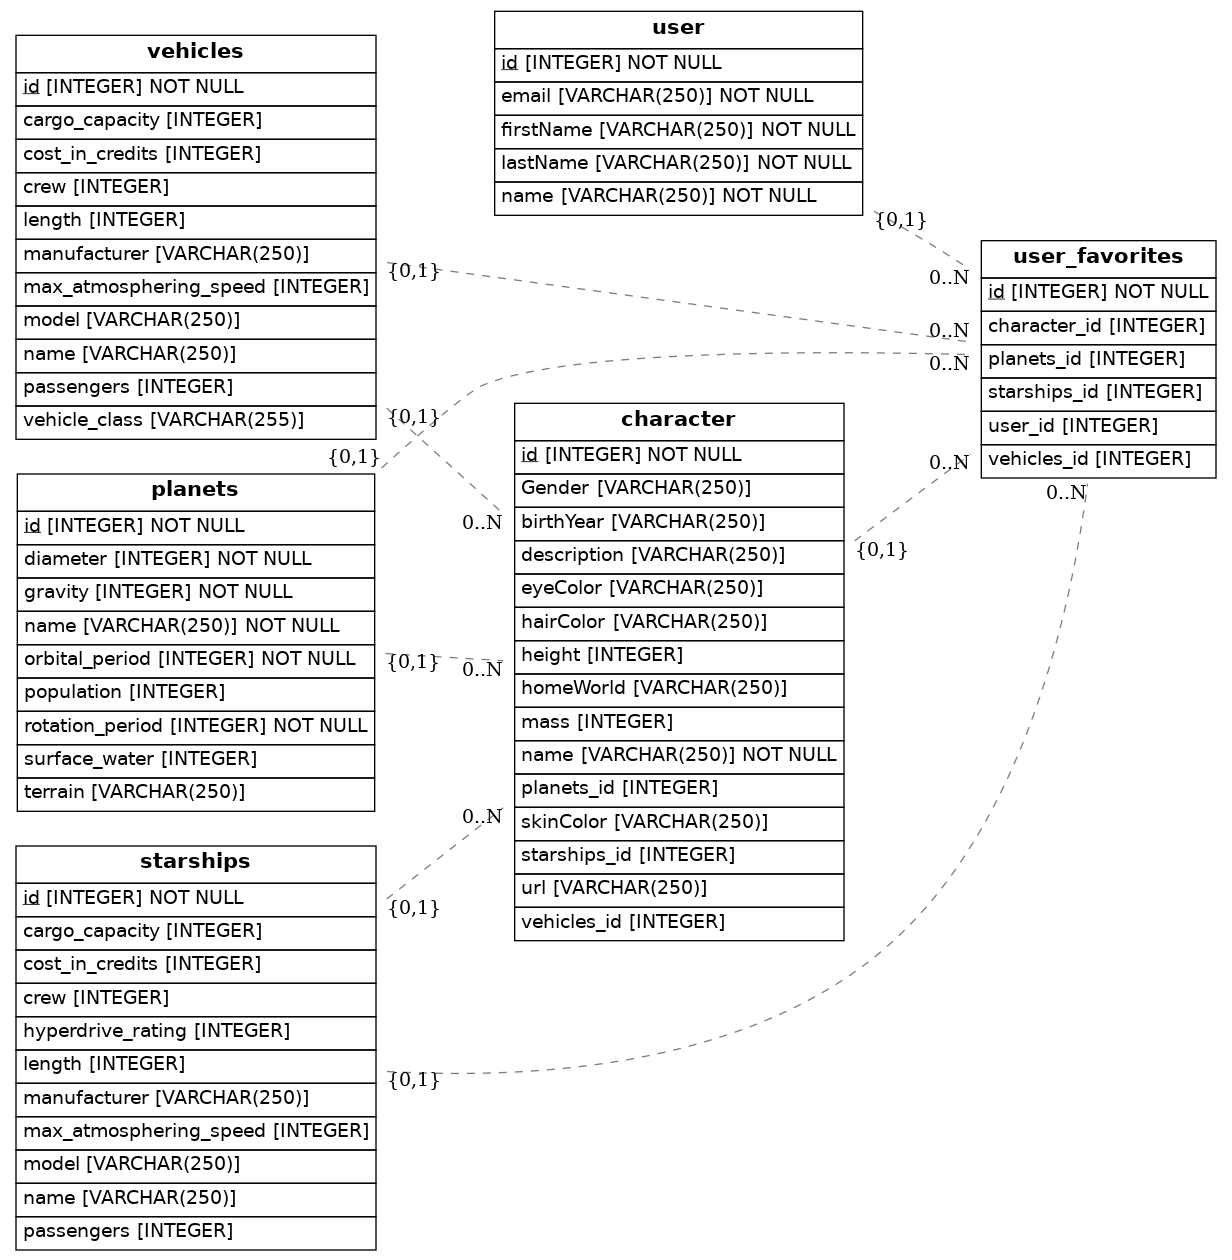 vehicles
id [INTEGER] NOT NULL
cargo_capacity [INTEGER]
cost_in_credits [INTEGER]
crew [INTEGER]
length [INTEGER]
manufacturer [VARCHAR(250)]
max_atmosphering_speed [INTEGER]
model [VARCHAR(250)]
name [VARCHAR(250)]
passengers [INTEGER]
vehicle_class [VARCHAR(255)]
user
id [INTEGER] NOT NULL
email [VARCHAR(250)] NOT NULL
firstName [VARCHAR(250)] NOT NULL
lastName [VARCHAR(250)] NOT NULL
name [VARCHAR(250)] NOT NULL
user_favorites
id [INTEGER] NOT NULL
character_id [INTEGER]
planets_id [INTEGER]
starships_id [INTEGER]
user_id [INTEGER]
vehicles_id [INTEGER]
planets
id [INTEGER] NOT NULL
diameter [INTEGER] NOT NULL
gravity [INTEGER] NOT NULL
name [VARCHAR(250)] NOT NULL
orbital_period [INTEGER] NOT NULL
population [INTEGER]
rotation_period [INTEGER] NOT NULL
surface_water [INTEGER]
terrain [VARCHAR(250)]
character
id [INTEGER] NOT NULL
Gender [VARCHAR(250)]
birthYear [VARCHAR(250)]
description [VARCHAR(250)]
eyeColor [VARCHAR(250)]
hairColor [VARCHAR(250)]
height [INTEGER]
homeWorld [VARCHAR(250)]
mass [INTEGER]
name [VARCHAR(250)] NOT NULL
planets_id [INTEGER]
skinColor [VARCHAR(250)]
starships_id [INTEGER]
url [VARCHAR(250)]
vehicles_id [INTEGER]
starships
id [INTEGER] NOT NULL
cargo_capacity [INTEGER]
cost_in_credits [INTEGER]
crew [INTEGER]
hyperdrive_rating [INTEGER]
length [INTEGER]
manufacturer [VARCHAR(250)]
max_atmosphering_speed [INTEGER]
model [VARCHAR(250)]
name [VARCHAR(250)]
passengers [INTEGER]
{0,1}
0..N
{0,1}
0..N
{0,1}
0..N
{0,1}
0..N
{0,1}
0..N
{0,1}
0..N
{0,1}
0..N
{0,1}
0..N